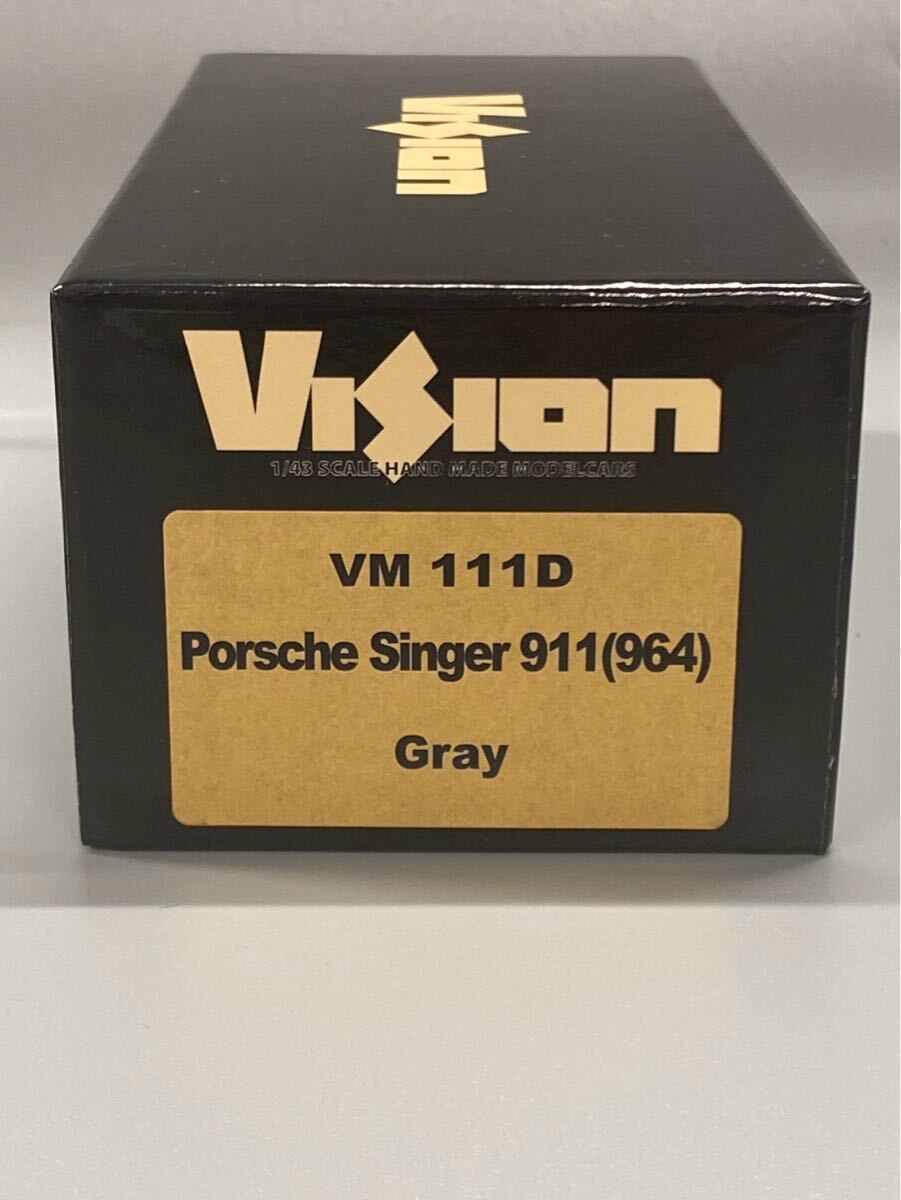 Vision
Vision
1/43 SCALE HAND MADE MODELCARS
VM 111D
Porsche Singer 911(964)
Gray